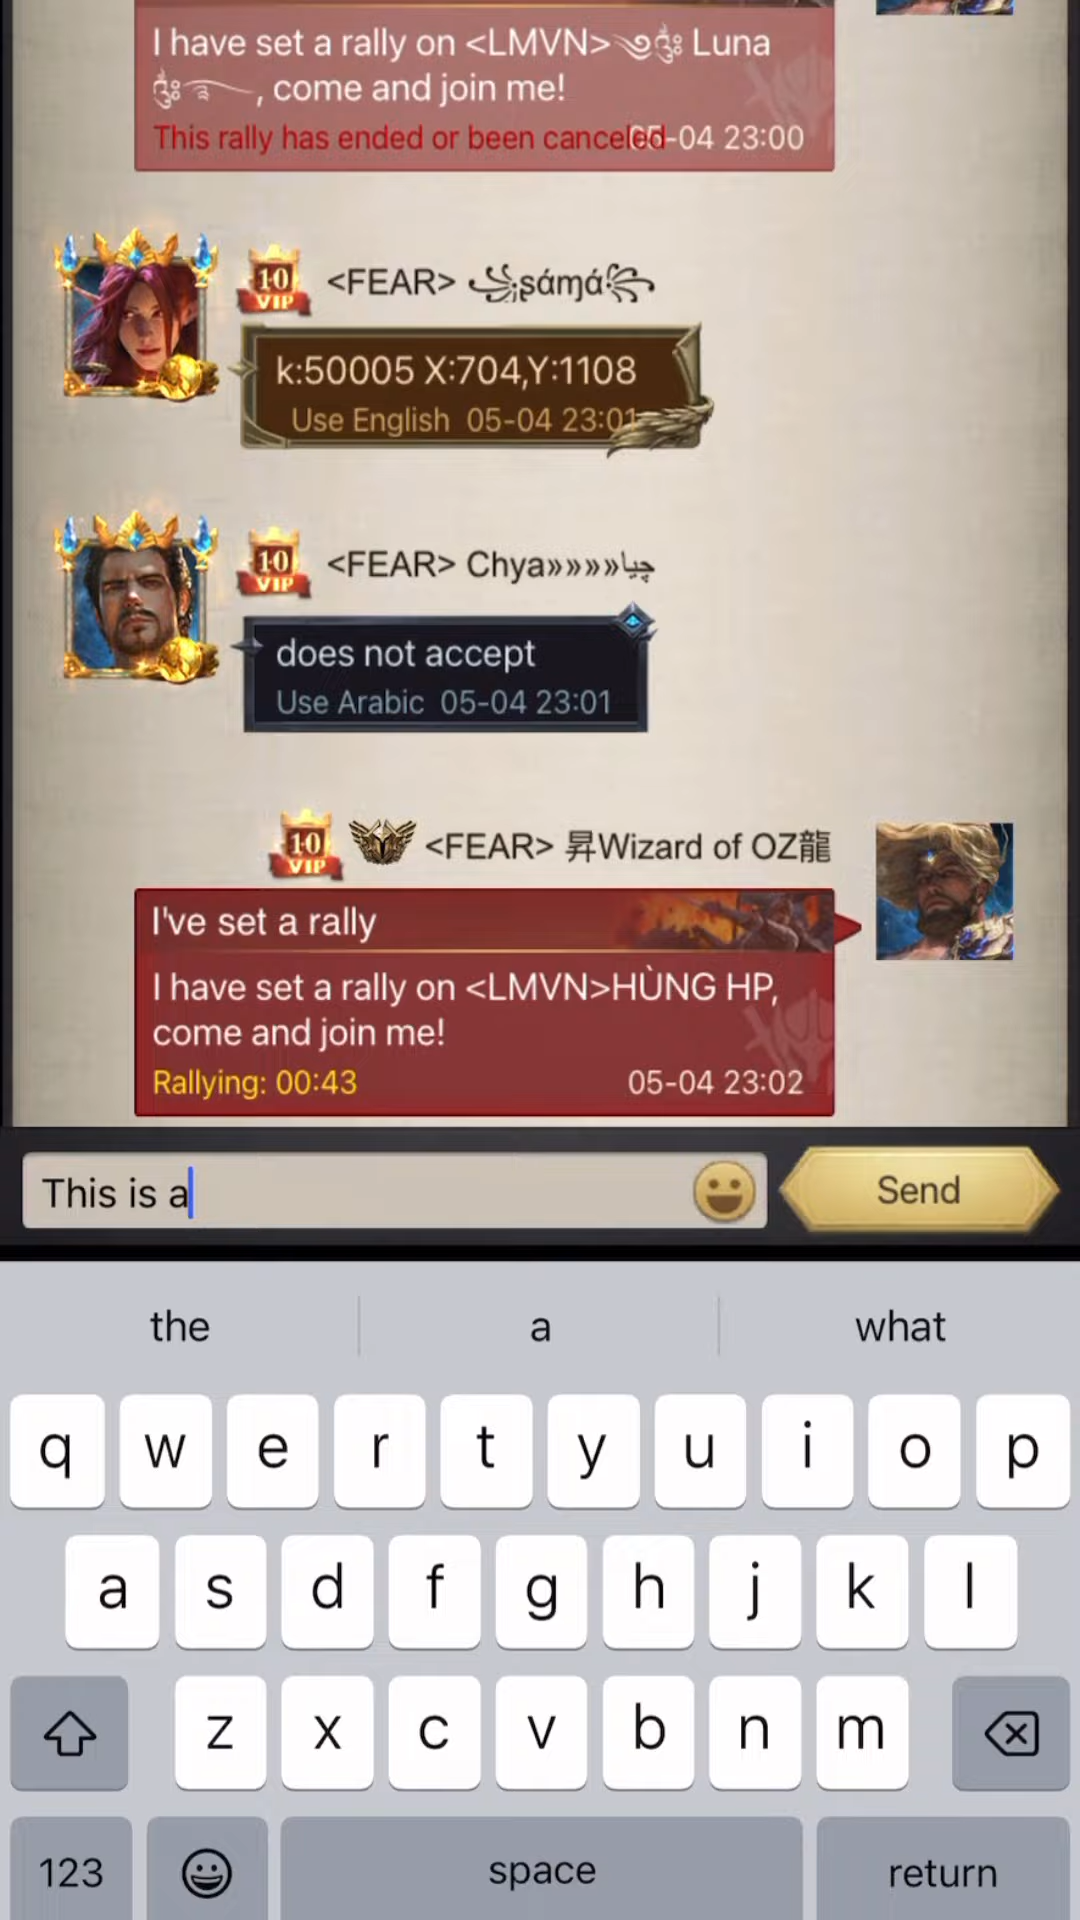 I have set a rally on <LMVN>༄ༀ Luna
ༀ࿐, come and join me!
This rally has ended or been canceled 05-04 23:00
10 VIP <FEAR> ꧁ʂάɱά꧂
k:50005 X:704,Y:1108
Use English 05-04 23:01
10 VIP <FEAR> Chya»»»»چیا
does not accept
Use Arabic 05-04 23:01
10 VIP <FEAR> 昇Wizard of OZ龍
I've set a rally
I have set a rally on <LMVN>HÙNG HP,
come and join me!
Rallying: 00:43 05-04 23:02
This is a
Send
the a what
q w e r t y u i o p
a s d f g h j k l
z x c v b n m
123 space return